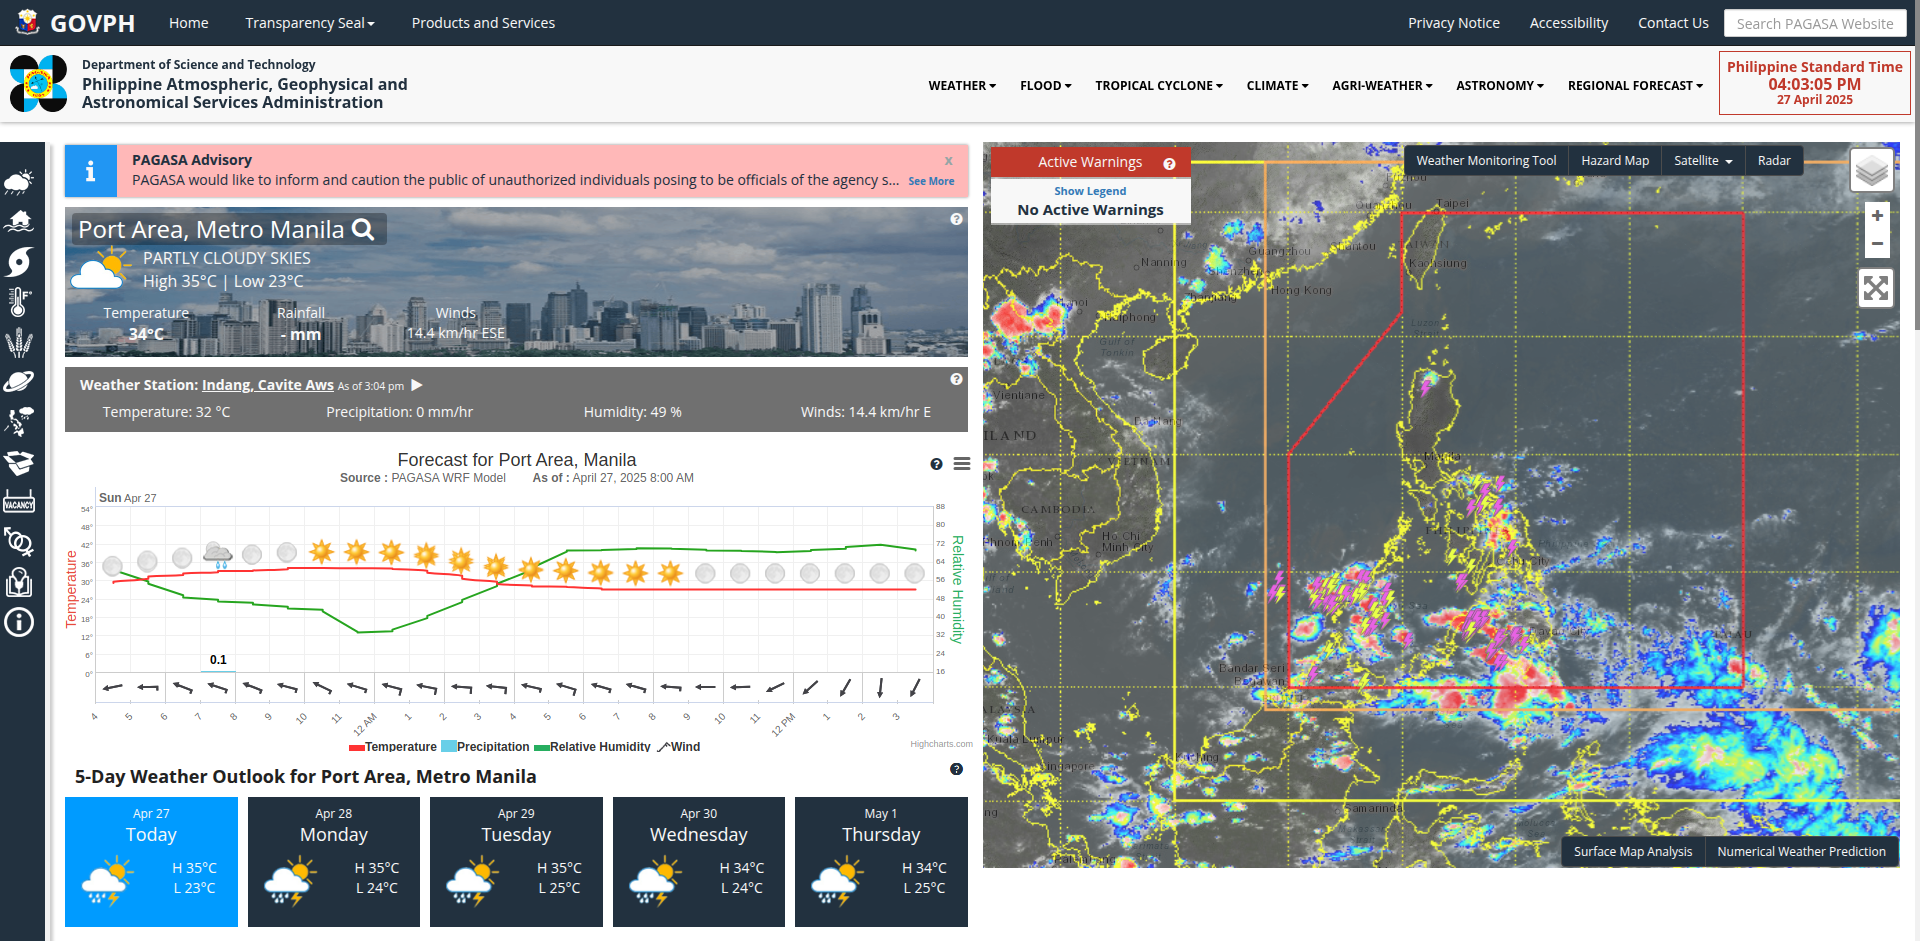 GOVPH
Home
Transparency Seal
Products and Services
Privacy Notice
Accessibility
Contact Us
Search PAGASA Website
Department of Science and Technology
Philippine Atmospheric, Geophysical and
Astronomical Services Administration
WEATHER
FLOOD
TROPICAL CYCLONE
CLIMATE
AGRI-WEATHER
ASTRONOMY
REGIONAL FORECAST
Philippine Standard Time
04:03:05 PM
27 April 2025
VACANCY
PAGASA Advisory
x
PAGASA would like to inform and caution the public of unauthorized individuals posing to be officials of the agency s...
See More
Port Area, Metro Manila
PARTLY CLOUDY SKIES
High 35°C | Low 23°C
Temperature
34°C
Rainfall
- mm
Winds
14.4 km/hr ESE
Weather Station: Indang, Cavite Aws As of 3:04 pm
Temperature: 32 °C
Precipitation: 0 mm/hr
Humidity: 49 %
Winds: 14.4 km/hr E
Forecast for Port Area, Manila
Source : PAGASA WRF Model
As of : April 27, 2025 8:00 AM
Sun Apr 27
54°
48°
42°
36°
30°
24°
18°
12°
6°
0°
Temperature
88
80
72
64
56
48
40
32
24
16
Relative Humidity
0.1
4
5
6
7
8
9
10
11
12 AM
1
2
3
4
5
6
7
8
9
10
11
12 PM
1
2
3
Temperature
Precipitation
Relative Humidity
Wind
Highcharts.com
5-Day Weather Outlook for Port Area, Metro Manila
Apr 27
Today
H 35°C
L 23°C
Apr 28
Monday
H 35°C
L 24°C
Apr 29
Tuesday
H 35°C
L 25°C
Apr 30
Wednesday
H 34°C
L 24°C
May 1
Thursday
H 34°C
L 25°C
Active Warnings
Show Legend
No Active Warnings
Weather Monitoring Tool
Hazard Map
Satellite
Radar
+
−
Taipei
Guangzhou
Nanning
Kaohsiung
Hong Kong
Gulf of
Tonkin
Vientiane
CAMBODIA
Ho Chi
Minh City
Bandar Seri
Kuching
Samarinda
Surface Map Analysis
Numerical Weather Prediction